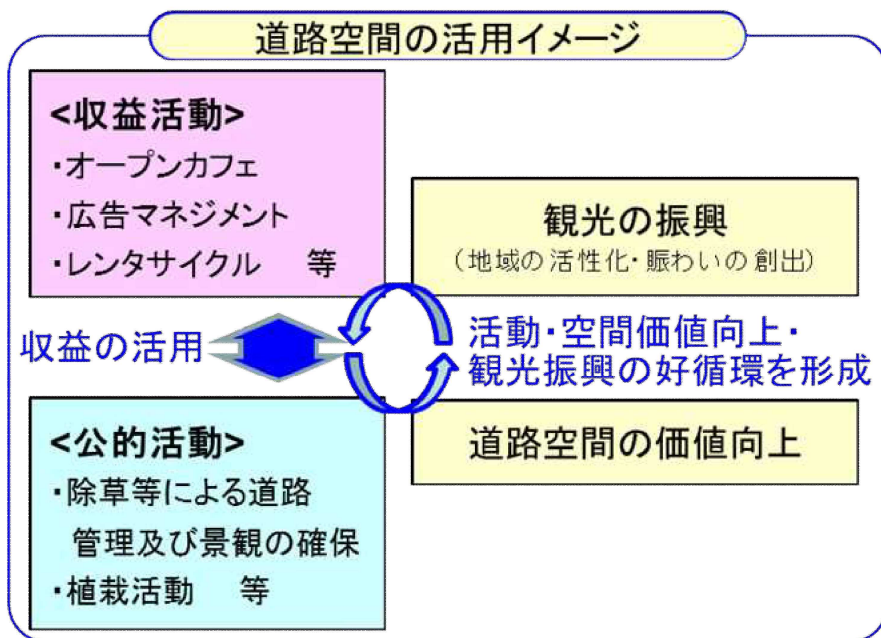 道路空間の活用イメージ
<収益活動>
・オープンカフェ
・広告マネジメント
・レンタサイクル 等
観光の振興
(地域の活性化・賑わいの創出)
収益の活用
活動・空間価値向上・
観光振興の好循環を形成
<公的活動>
・除草等による道路
管理及び景観の確保
・植栽活動 等
道路空間の価値向上